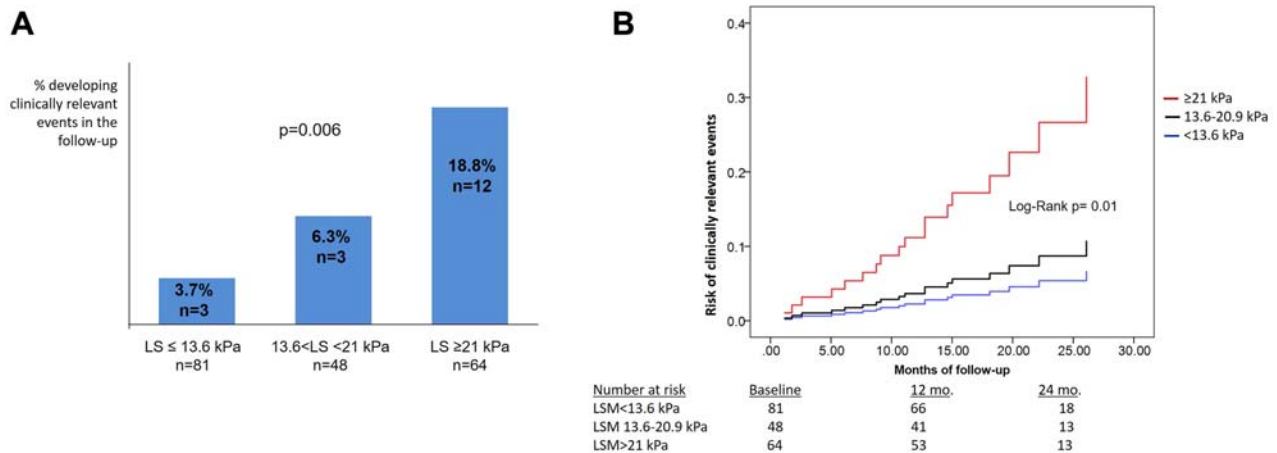 A
% developing
clinically relevant
events in the
follow-up
p=0.006
3.7%
n=3
6.3%
n=3
18.8%
n=12
LS ≤ 13.6 kPa
n=81
13.6<LS <21 kPa
n=48
LS ≥21 kPa
n=64
B
Risk of clinically relevant events
0.4
0.3
0.2
0.1
0.0
Log-Rank p= 0.01
≥21 kPa
13.6-20.9 kPa
<13.6 kPa
.00 5.00 10.00 15.00 20.00 25.00 30.00
Months of follow-up
Number at risk Baseline 12 mo. 24 mo.
LSM<13.6 kPa 81 66 18
LSM 13.6-20.9 kPa 48 41 13
LSM>21 kPa 64 53 13